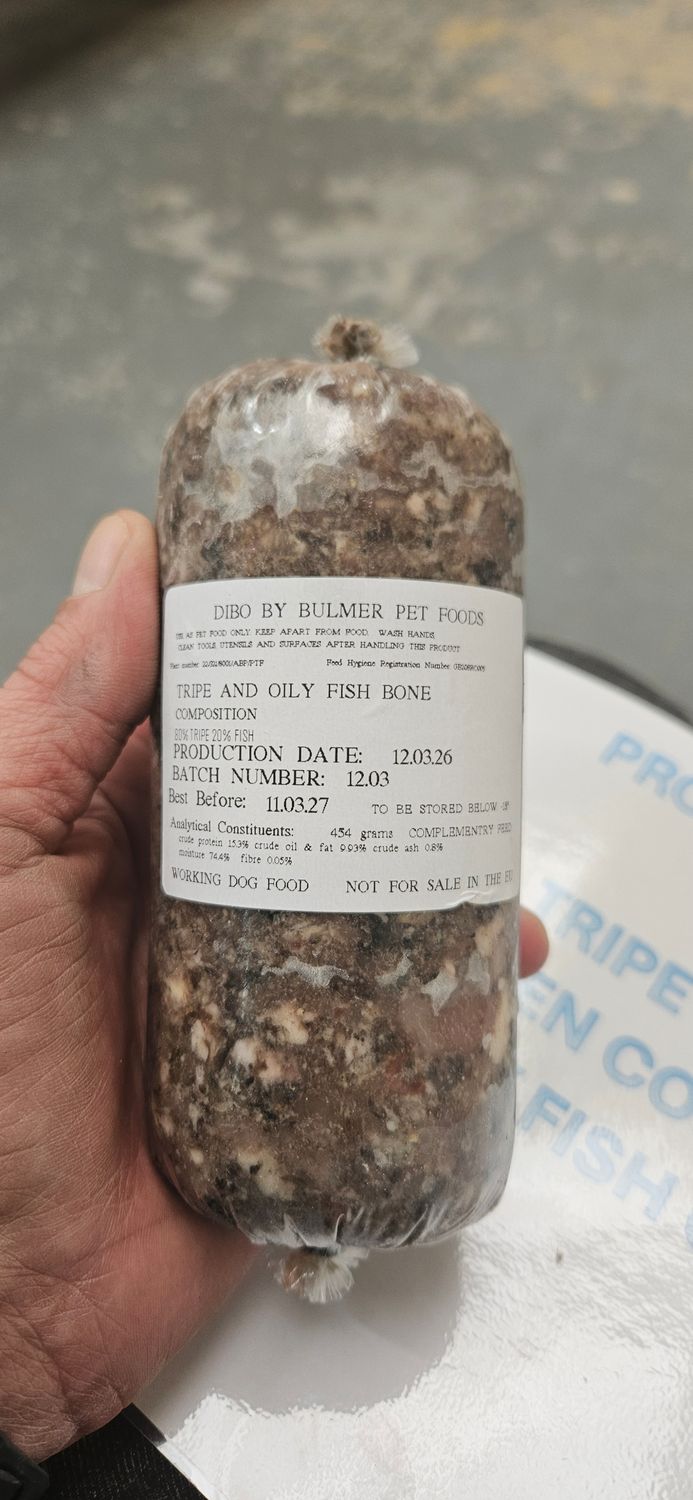 DIBO BY BULMER PET FOODS
USE AS PET FOOD ONLY KEEP APART FROM FOOD. WASH HANDS,
CLEAN TOOLS, UTENSILS AND SURFACES AFTER HANDLING THIS PRODUCT
Plant number Feed Hygiene Registration Number
TRIPE AND OILY FISH BONE
COMPOSITION
80% TRIPE 20% FISH
PRODUCTION DATE: 12.03.26
BATCH NUMBER: 12.03
Best Before: 11.03.27 TO BE STORED BELOW -18°
Analytical Constituents: 454 grams COMPLEMENTRY FEED
crude protein 15.3% crude oil & fat 9.93% crude ash 0.8%
moisture 74.4% fibre 0.05%
WORKING DOG FOOD NOT FOR SALE IN THE EU
PRO
TRIPE
EN CO
FISH